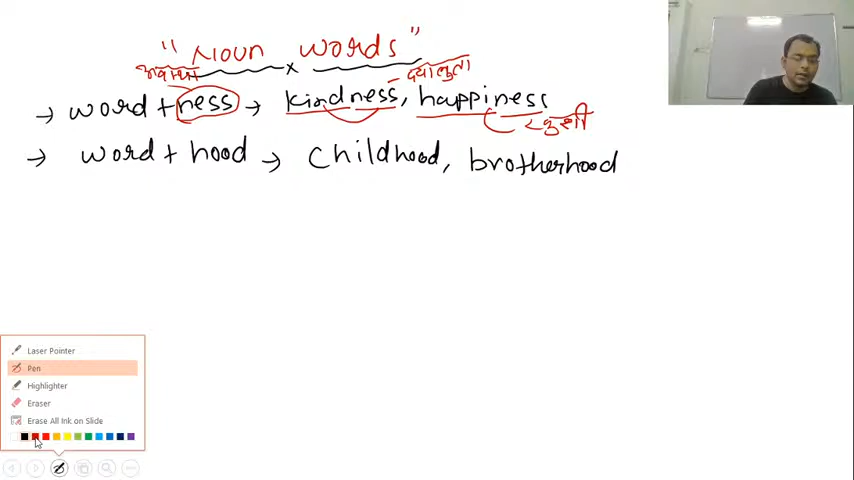 " Noun words "
दयालुता
→ word + ness → kindness, happiness
→ word + hood → childhood, brotherhood
Laser Pointer
Pen
Highlighter
Eraser
Erase All Ink on Slide